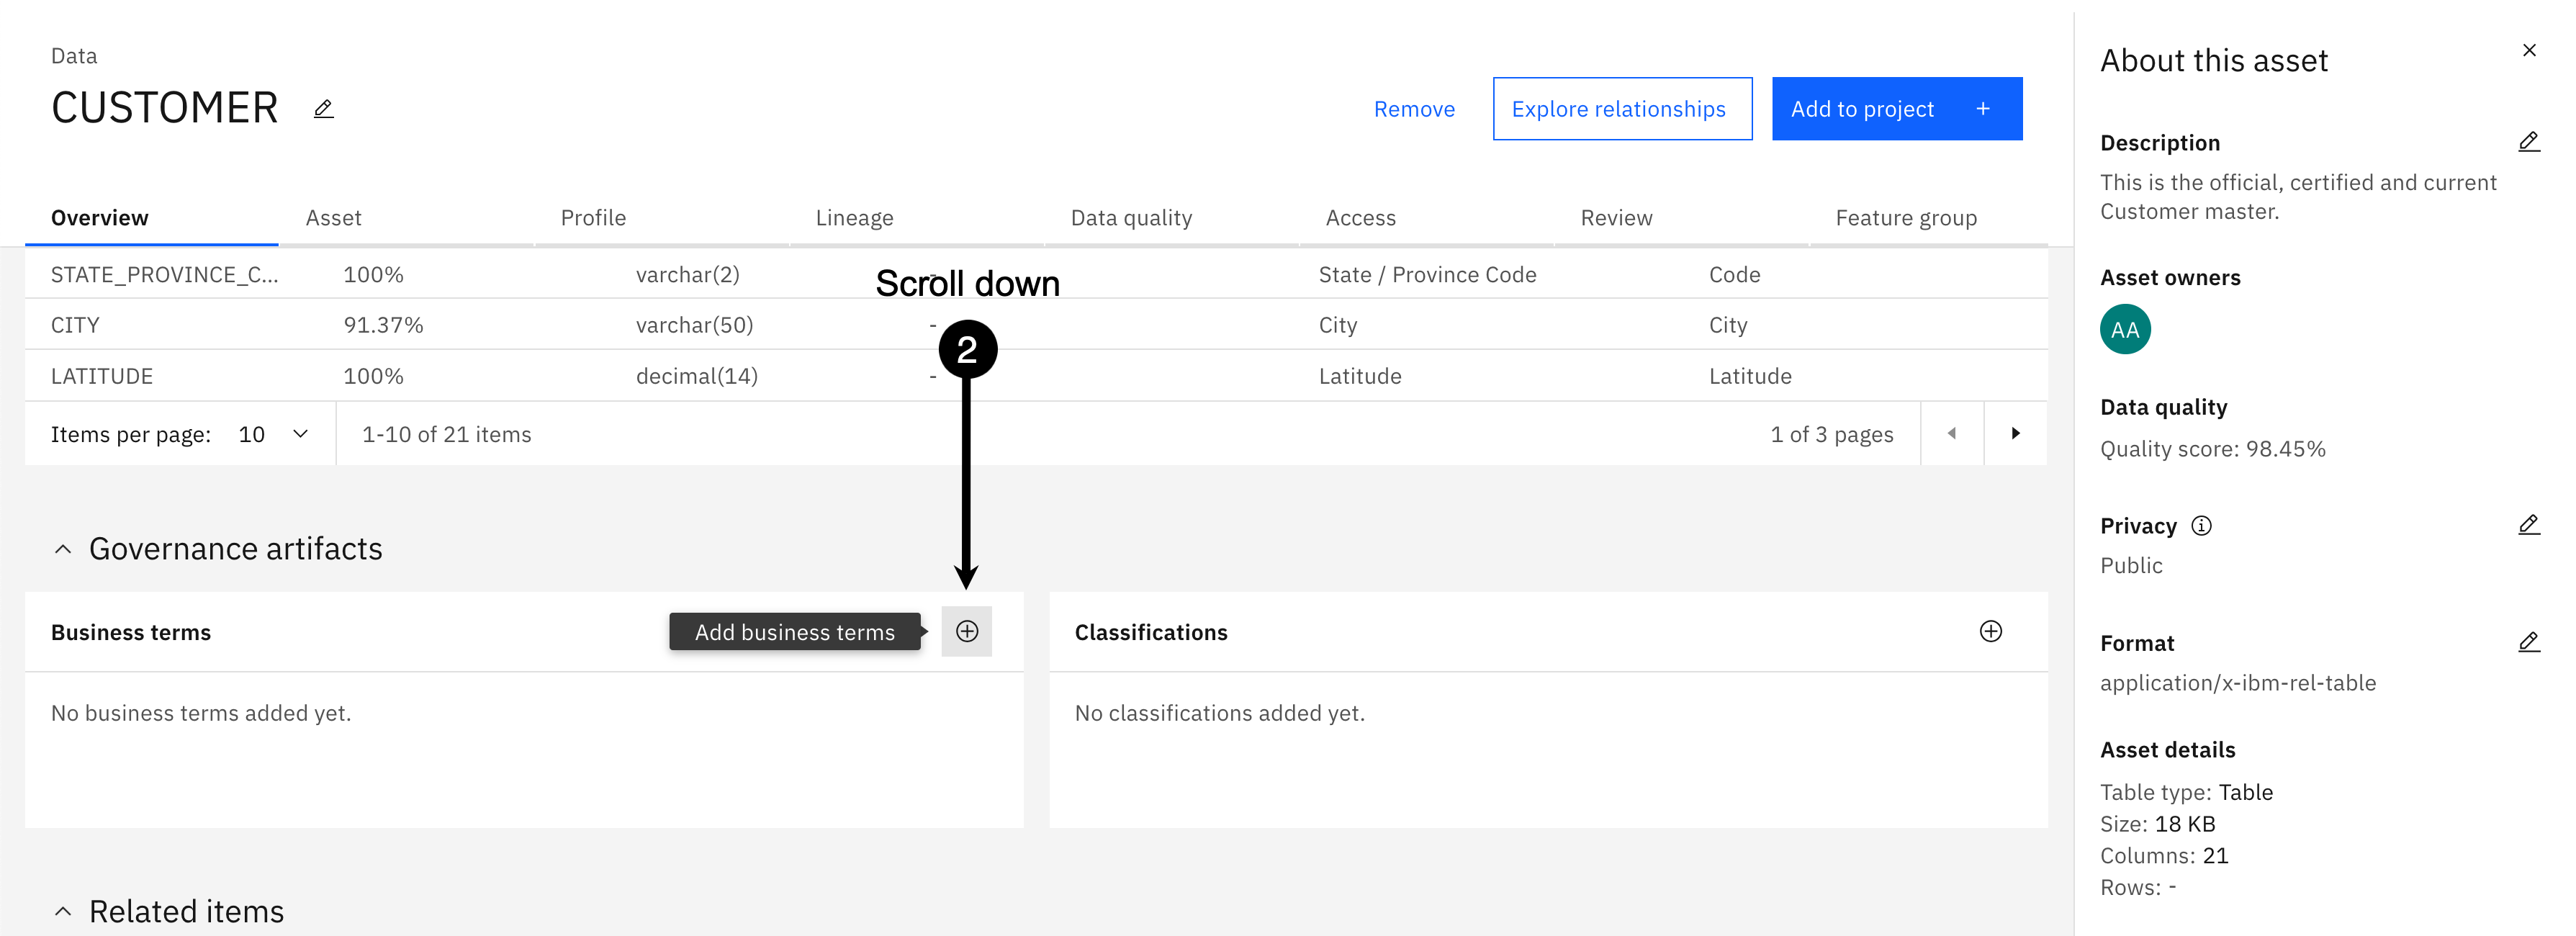 Data
CUSTOMER
Remove
Explore relationships
Add to project +
Overview Asset Profile Lineage Data quality Access Review Feature group
STATE_PROVINCE_C... 100% varchar(2) - State / Province Code Code
Scroll down
CITY 91.37% varchar(50) - City City
2
LATITUDE 100% decimal(14) - Latitude Latitude
Items per page: 10 1-10 of 21 items 1 of 3 pages
Governance artifacts
Business terms
Add business terms
No business terms added yet.
Classifications
No classifications added yet.
Related items
About this asset
Description
This is the official, certified and current
Customer master.
Asset owners
AA
Data quality
Quality score: 98.45%
Privacy
Public
Format
application/x-ibm-rel-table
Asset details
Table type: Table
Size: 18 KB
Columns: 21
Rows: -